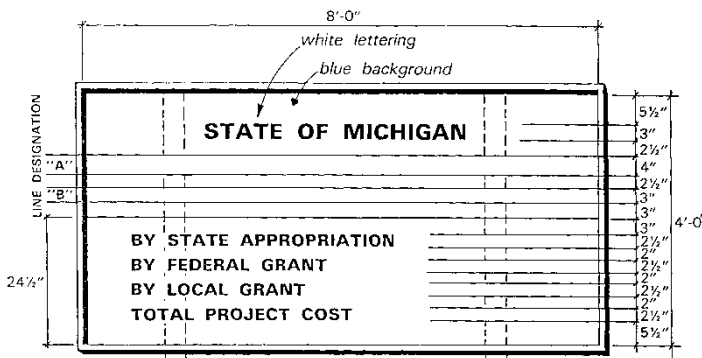 8'-0"
white lettering
blue background
STATE OF MICHIGAN
LINE DESIGNATION
"A"
"B"
5½"
3"
2½"
4"
2½"
3"
3"
3"
2½"
2"
2½"
2"
2½"
2"
2½"
5½"
4'-0
24½"
BY STATE APPROPRIATION
BY FEDERAL GRANT
BY LOCAL GRANT
TOTAL PROJECT COST